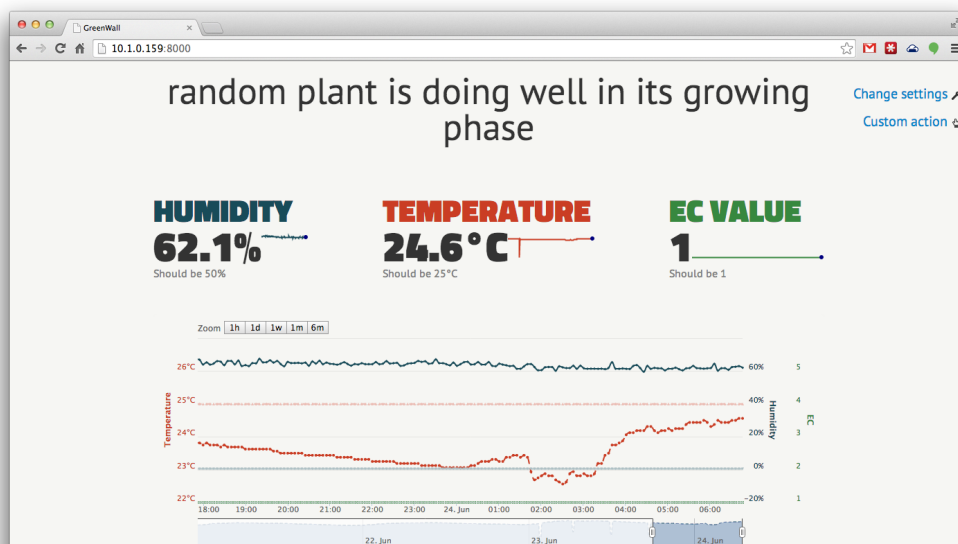 GreenWall
10.1.0.159:8000
random plant is doing well in its growing
phase
Change settings
Custom action
HUMIDITY
62.1%
Should be 50%
TEMPERATURE
24.6°C
Should be 25°C
EC VALUE
1
Should be 1
Zoom 1h 1d 1w 1m 6m
26°C
25°C
24°C
23°C
22°C
Temperature
60%
40%
20%
0%
-20%
Humidity
5
4
3
2
1
EC
18:00 19:00 20:00 21:00 22:00 23:00 24. Jun 01:00 02:00 03:00 04:00 05:00 06:00
22. Jun 23. Jun 24. Jun